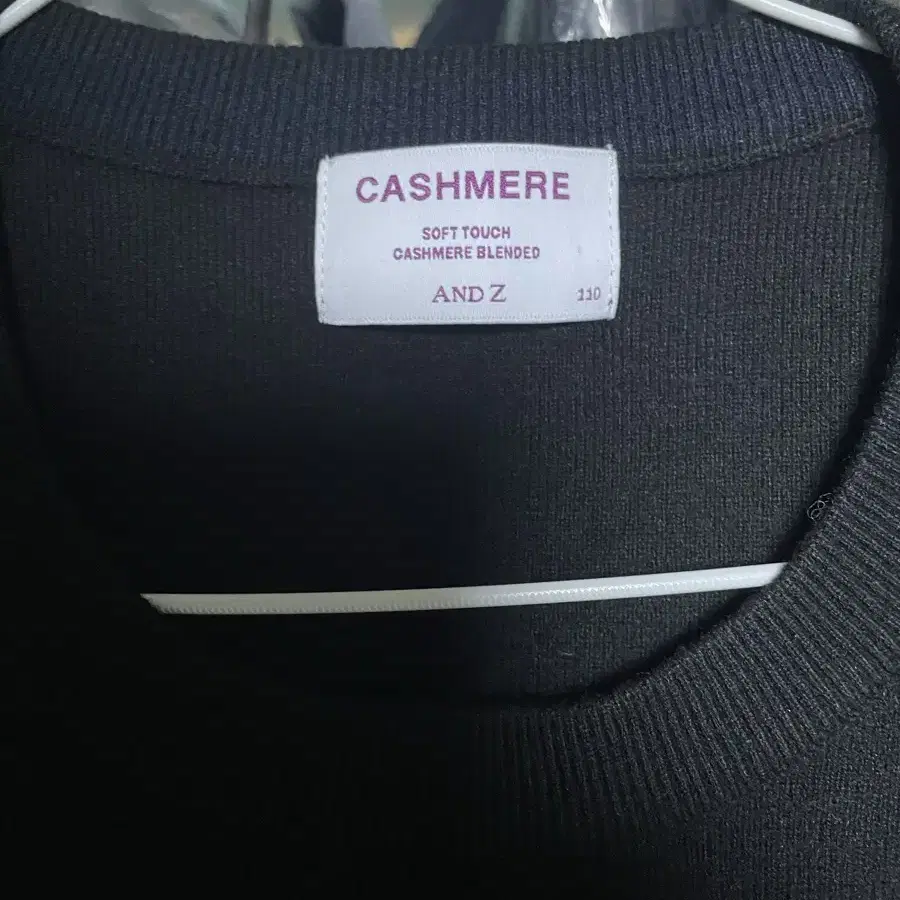 CASHMERE
SOFT TOUCH
CASHMERE BLENDED
AND Z 110